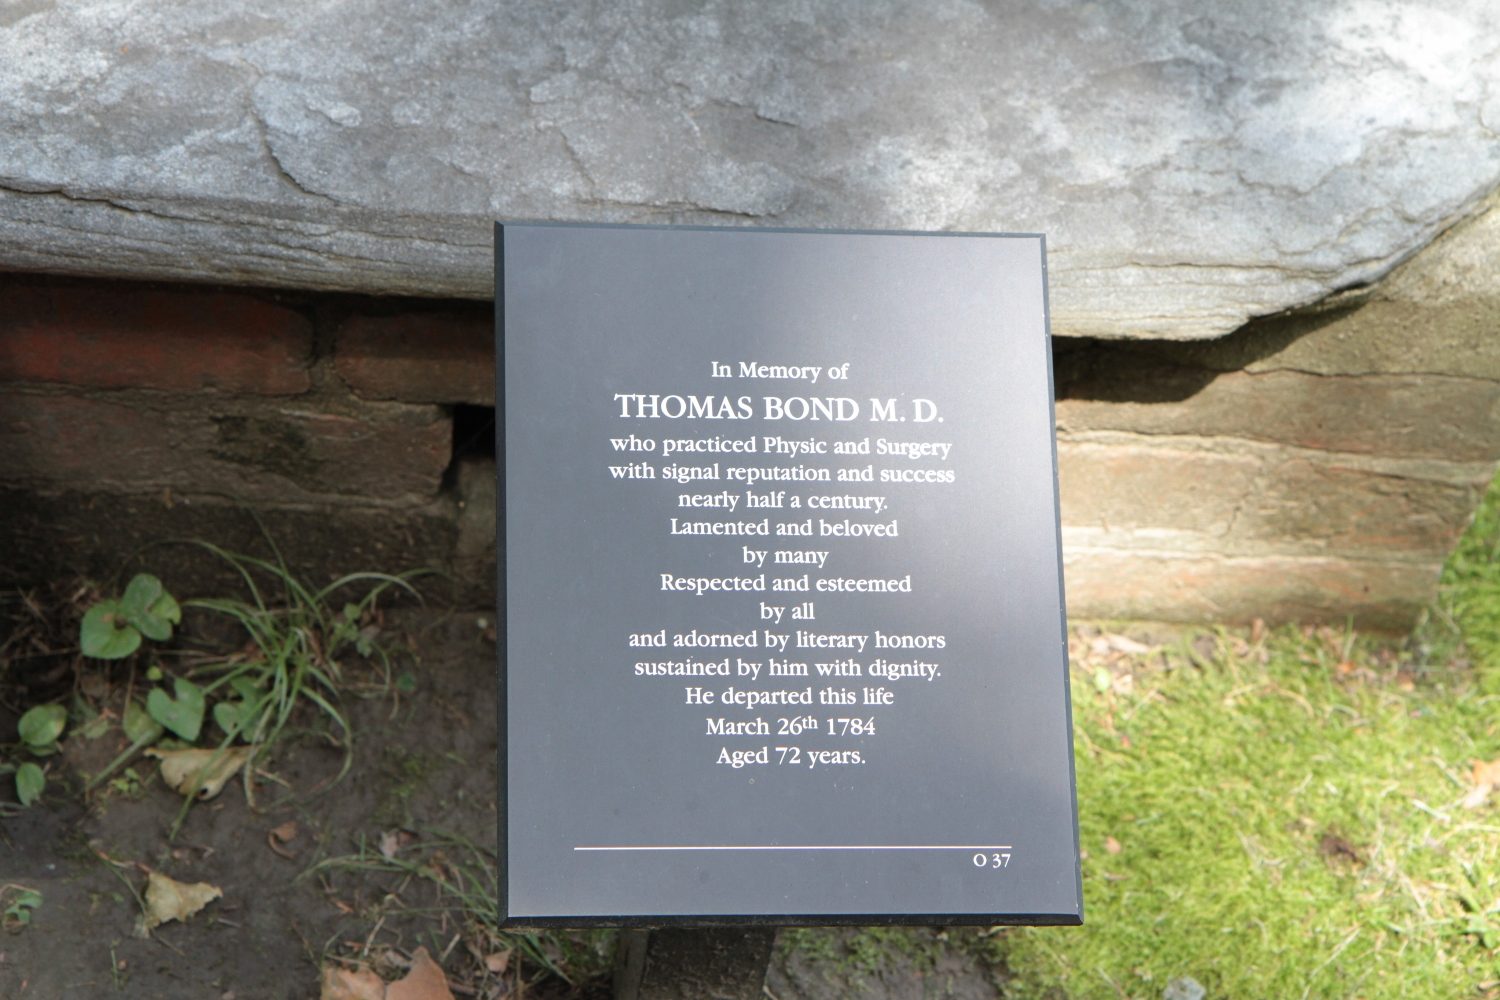 In Memory of
THOMAS BOND M. D.
who practiced Physic and Surgery
with signal reputation and success
nearly half a century.
Lamented and beloved
by many
Respected and esteemed
by all
and adorned by literary honors
sustained by him with dignity.
He departed this life
March 26th 1784
Aged 72 years.
O 37